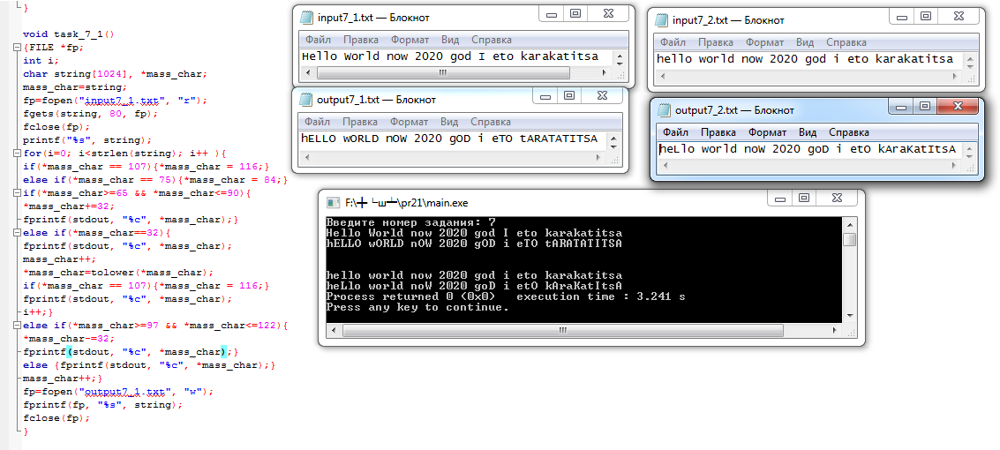 }
void task_7_1()
{FILE *fp;
int i;
char string[1024], *mass_char;
mass_char=string;
fp=fopen("input7_1.txt", "r");
fgets(string, 80, fp);
fclose(fp);
printf("%s", string);
for(i=0; i<strlen(string); i++ ){
if(*mass_char == 107){*mass_char = 116;}
else if(*mass_char == 75){*mass_char = 84;}
if(*mass_char>=65 && *mass_char<=90){
*mass_char+=32;
fprintf(stdout, "%c", *mass_char);}
else if(*mass_char==32){
fprintf(stdout, "%c", *mass_char);
mass_char++;
*mass_char=tolower(*mass_char);
if(*mass_char == 107){*mass_char = 116;}
fprintf(stdout, "%c", *mass_char);
i++;}
else if(*mass_char>=97 && *mass_char<=122){
*mass_char-=32;
fprintf(stdout, "%c", *mass_char);}
else {fprintf(stdout, "%c", *mass_char);}
mass_char++;}
fp=fopen("output7_1.txt", "w");
fprintf(fp, "%s", string);
fclose(fp);
}
input7_1.txt — Блокнот
Файл Правка Формат Вид Справка
Hello World now 2020 god I eto karakatitsa
output7_1.txt — Блокнот
Файл Правка Формат Вид Справка
hELLO wORLD nOW 2020 gOD i eTO tARATATITSA
input7_2.txt — Блокнот
Файл Правка Формат Вид Справка
hello world now 2020 god i eto karakatitsa
output7_2.txt — Блокнот
Файл Правка Формат Вид Справка
heLlo world noW 2020 goD i etO kAraKatItsA
F:\╋ ╘ш┷\pr21\main.exe
Введите номер задания: 7
Hello World now 2020 god I eto karakatitsa
hELLO wORLD nOW 2020 gOD i eTO tARATATITSA
hello world now 2020 god i eto karakatitsa
heLlo world noW 2020 goD i etO kAraKatItsA
Process returned 0 (0x0) execution time : 3.241 s
Press any key to continue.